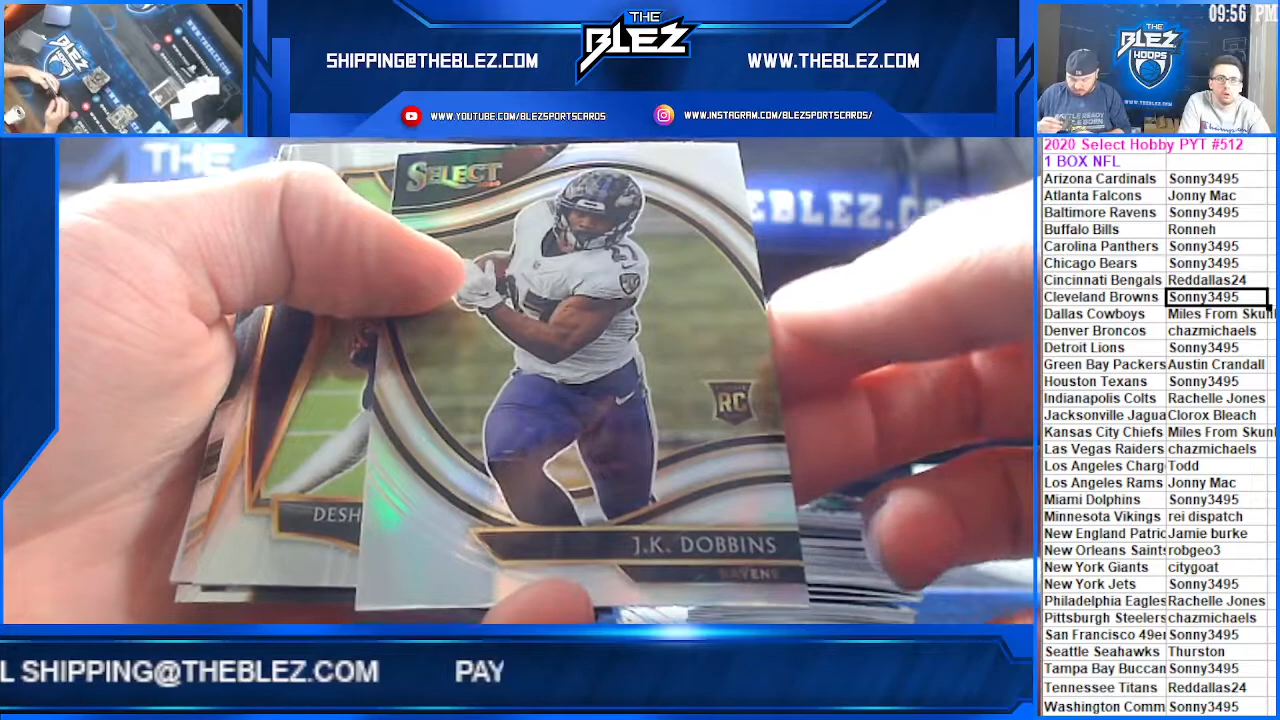 09:56 PM
THE
BLEZ
SHIPPING@THEBLEZ.COM
WWW.THEBLEZ.COM
WWW.YOUTUBE.COM/BLEZSPORTSCARDS
WWW.INSTAGRAM.COM/BLEZSPORTSCARDS/
THE
BLEZ
HOOPS
2020 Select Hobby PYT #512
1 BOX NFL
Arizona Cardinals Sonny3495
Atlanta Falcons Jonny Mac
Baltimore Ravens Sonny3495
Buffalo Bills Ronneh
Carolina Panthers Sonny3495
Chicago Bears Sonny3495
Cincinnati Bengals Reddallas24
Cleveland Browns Sonny3495
Dallas Cowboys Miles From Skun
Denver Broncos chazmichaels
Detroit Lions Sonny3495
Green Bay Packers Austin Crandall
Houston Texans Sonny3495
Indianapolis Colts Rachelle Jones
Jacksonville Jagua Clorox Bleach
Kansas City Chiefs Miles From Skun
Las Vegas Raiders chazmichaels
Los Angeles Charg Todd
Los Angeles Rams Jonny Mac
Miami Dolphins Sonny3495
Minnesota Vikings rei dispatch
New England Patric Jamie burke
New Orleans Saints robgeo3
New York Giants citygoat
New York Jets Sonny3495
Philadelphia Eagles Rachelle Jones
Pittsburgh Steelers chazmichaels
San Francisco 49er Sonny3495
Seattle Seahawks Thurston
Tampa Bay Buccan Sonny3495
Tennessee Titans Reddallas24
Washington Comm Sonny3495
THE
BLEZ.CO
SELECT
RC
DESH
J.K. DOBBINS
RAVENS
L SHIPPING@THEBLEZ.COM PAY